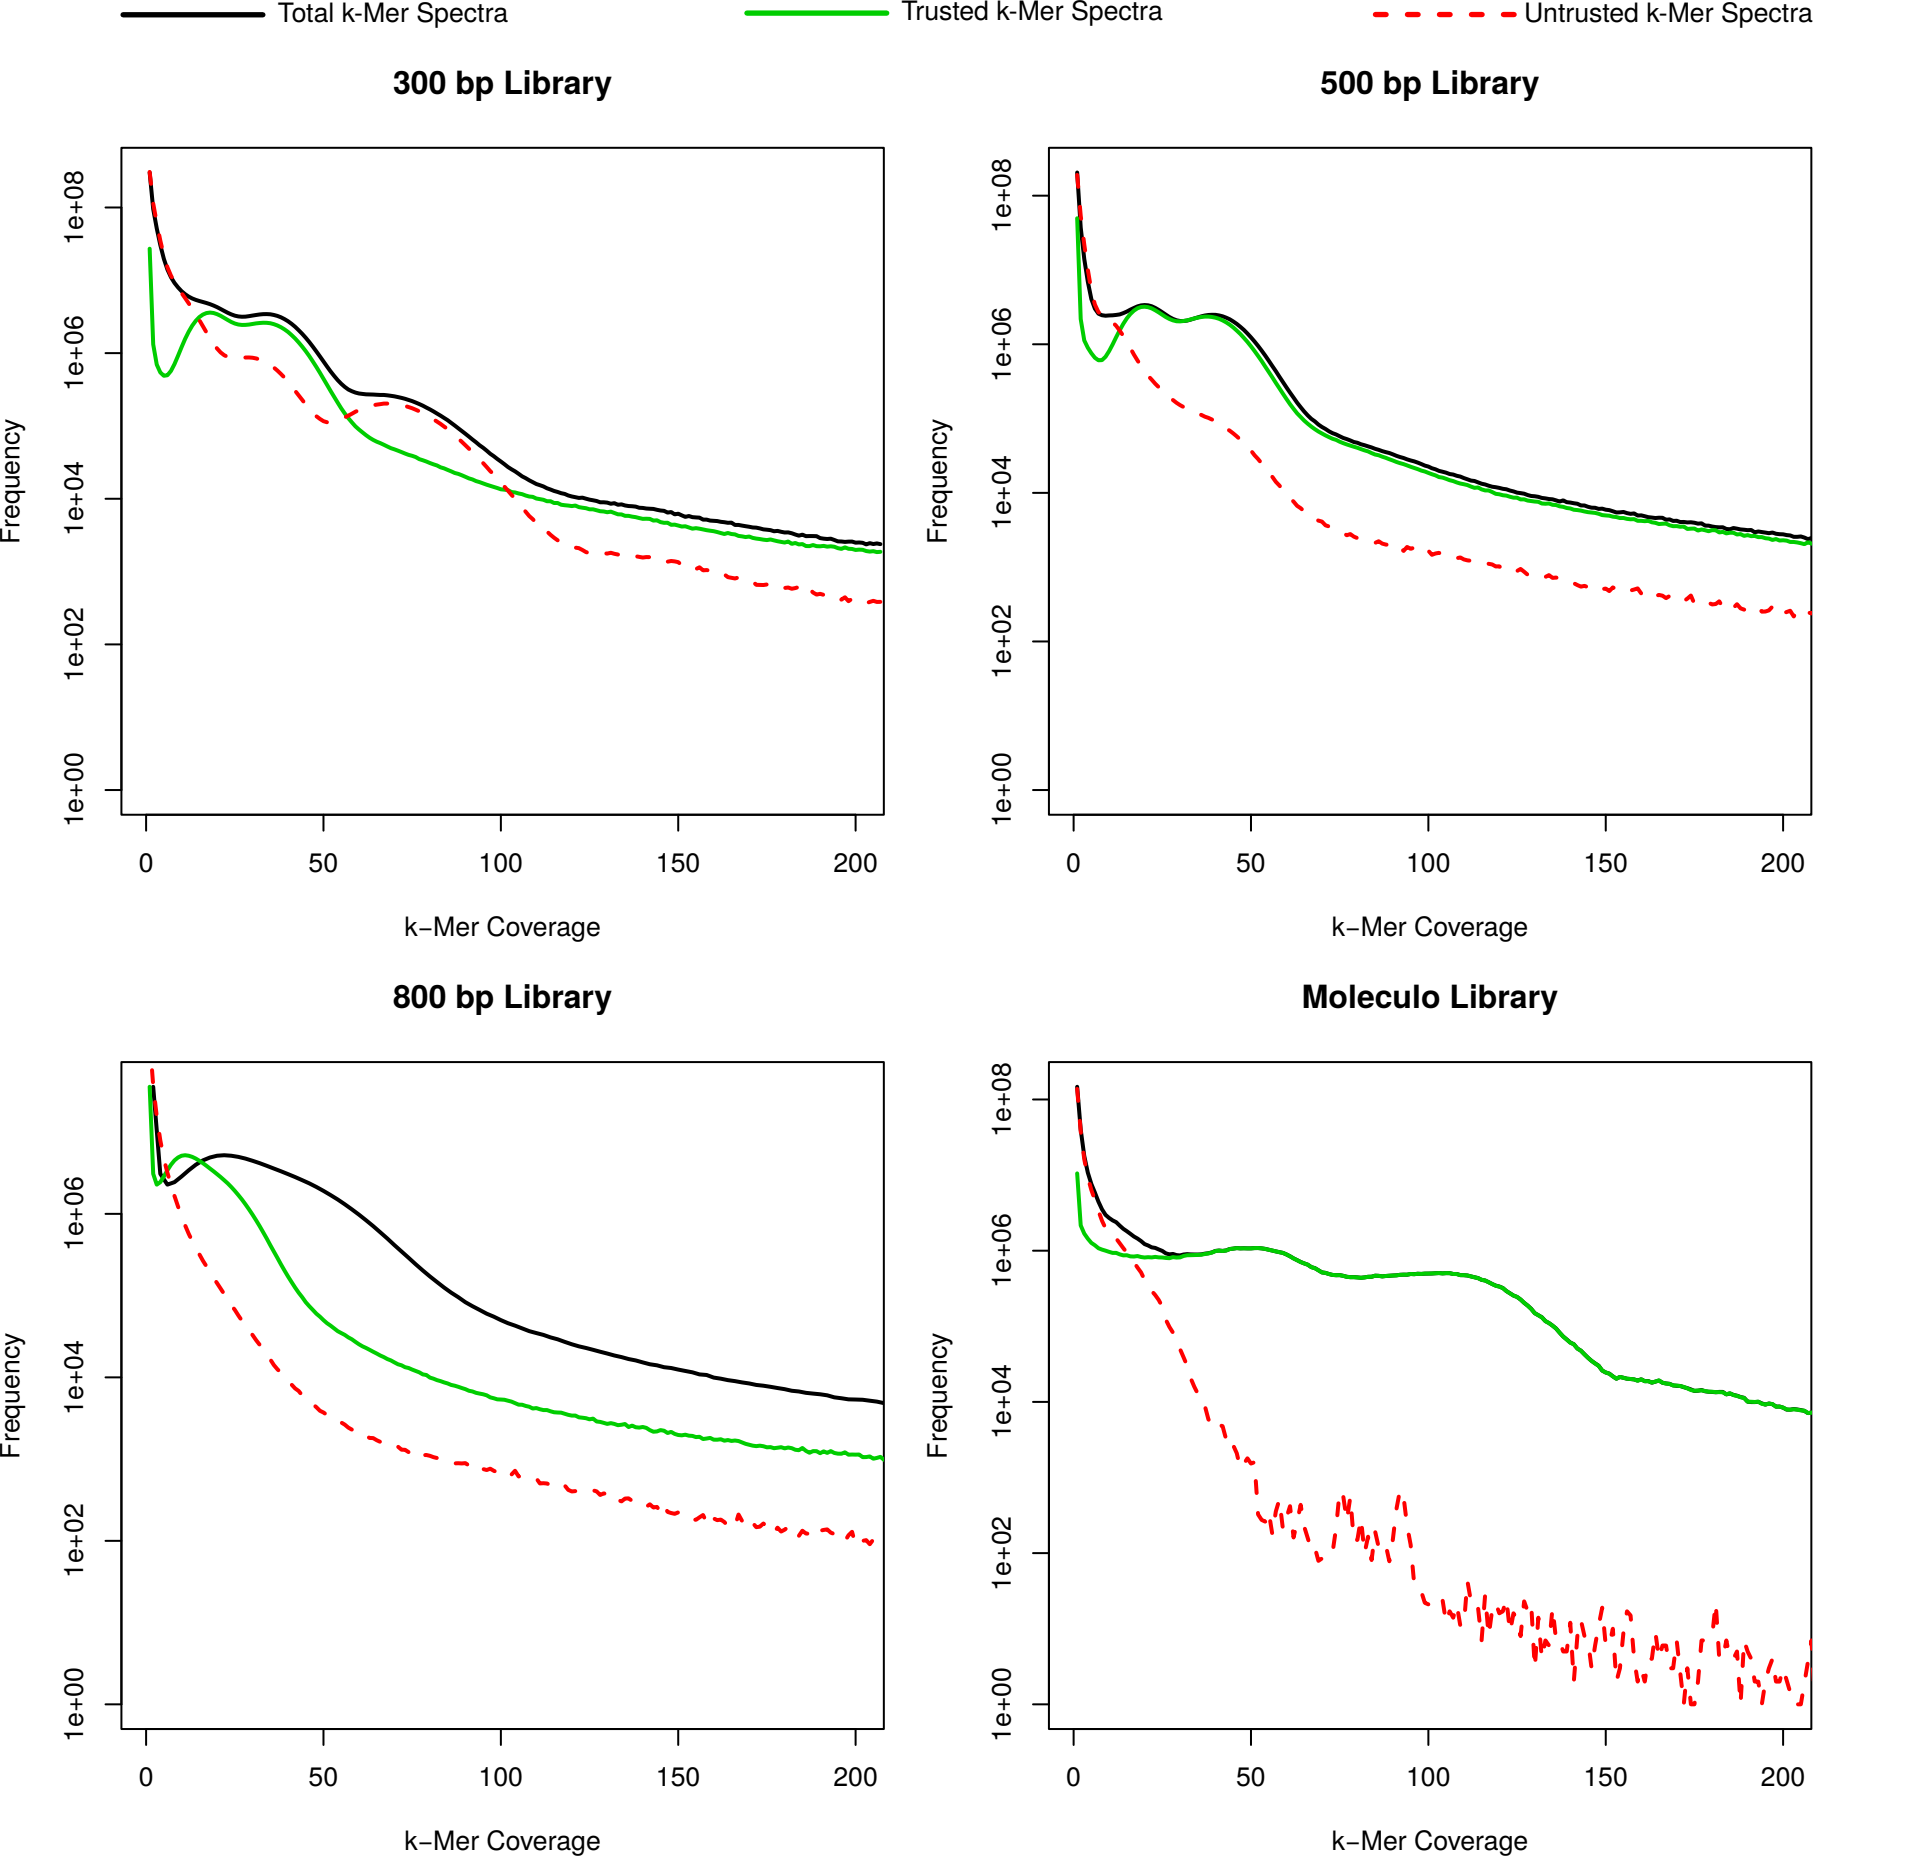 Total k-Mer Spectra Trusted k-Mer Spectra Untrusted k-Mer Spectra
300 bp Library
Frequency
1e+08
1e+06
1e+04
1e+02
1e+00
0 50 100 150 200
k−Mer Coverage
500 bp Library
Frequency
1e+08
1e+06
1e+04
1e+02
1e+00
0 50 100 150 200
k−Mer Coverage
800 bp Library
Frequency
1e+06
1e+04
1e+02
1e+00
0 50 100 150 200
k−Mer Coverage
Moleculo Library
Frequency
1e+08
1e+06
1e+04
1e+02
1e+00
0 50 100 150 200
k−Mer Coverage